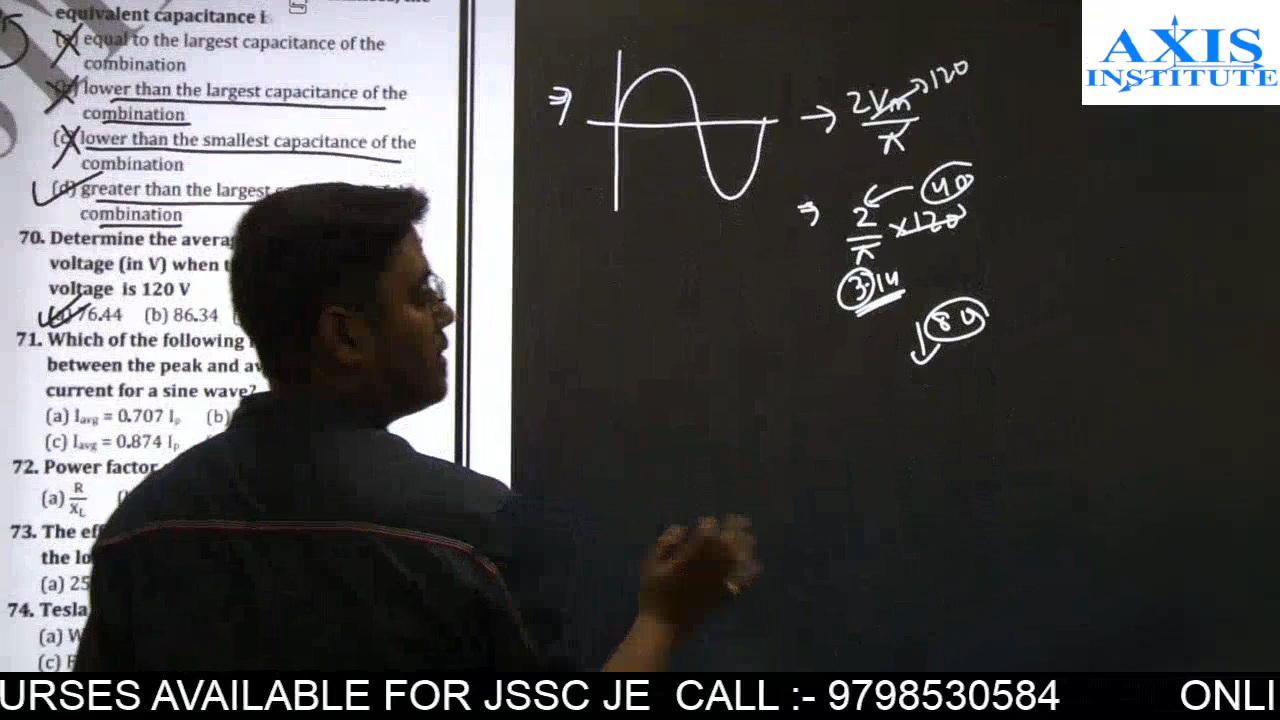 equivalent capacitance i
(a) equal to the largest capacitance of the
combination
lower than the largest capacitance of the
combination
(c) lower than the smallest capacitance of the
combination
(d) greater than the largest
combination
70. Determine the avera
voltage (in V) when
voltage is 120 V
(a) 76.44 (b) 86.34
71. Which of the following
between the peak and av
current for a sine wave?
(a) Iavg = 0.707 Ip (b)
(c) Iavg = 0.874 Ip
72. Power factor
(a) R/XL
73. The ef
the lo
(a) 25
74. Tesla
(a) W
(c) F
⇒ → 2Vm/π → 120
⇒ 2/π × 120 ← 40
3.14
80
AXIS
INSTITUTE
URSES AVAILABLE FOR JSSC JE CALL :- 9798530584 ONLI